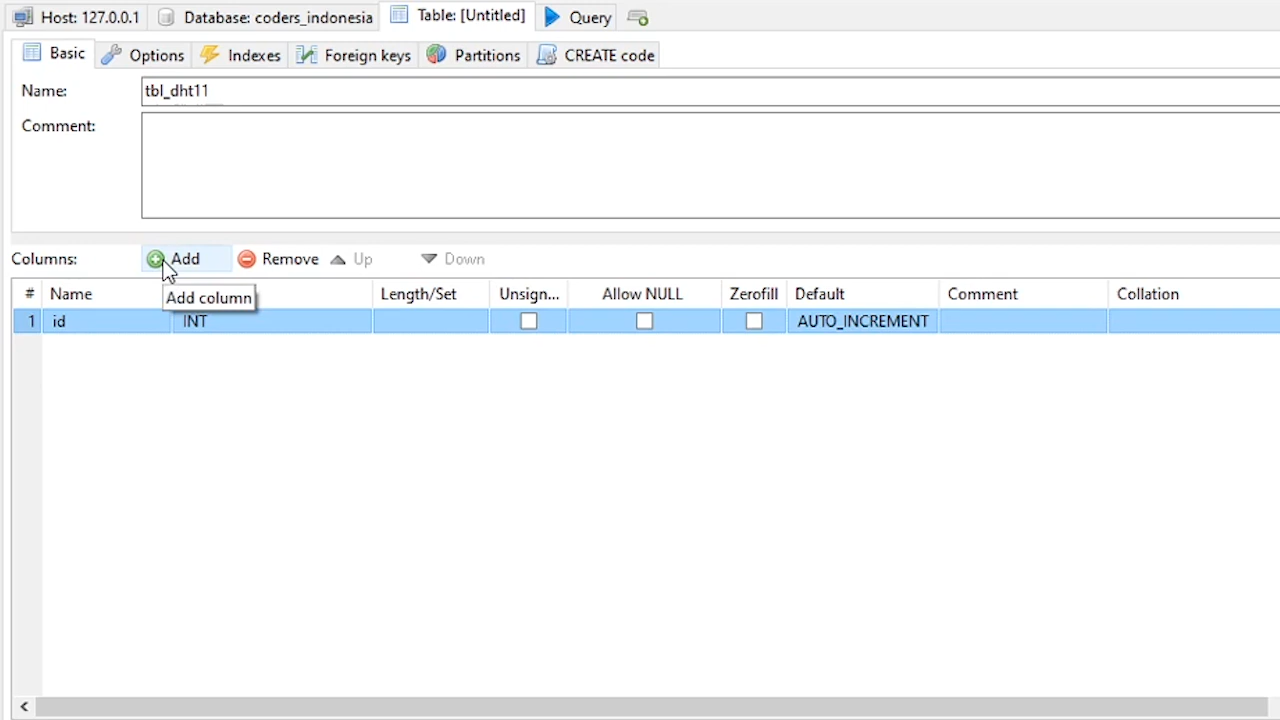 Host: 127.0.0.1 Database: coders_indonesia Table: [Untitled] Query
Basic Options Indexes Foreign keys Partitions CREATE code
Name: tbl_dht11
Comment:
Columns: Add Remove Up Down
# Name Length/Set Unsign... Allow NULL Zerofill Default Comment Collation
Add column
1 id INT AUTO_INCREMENT